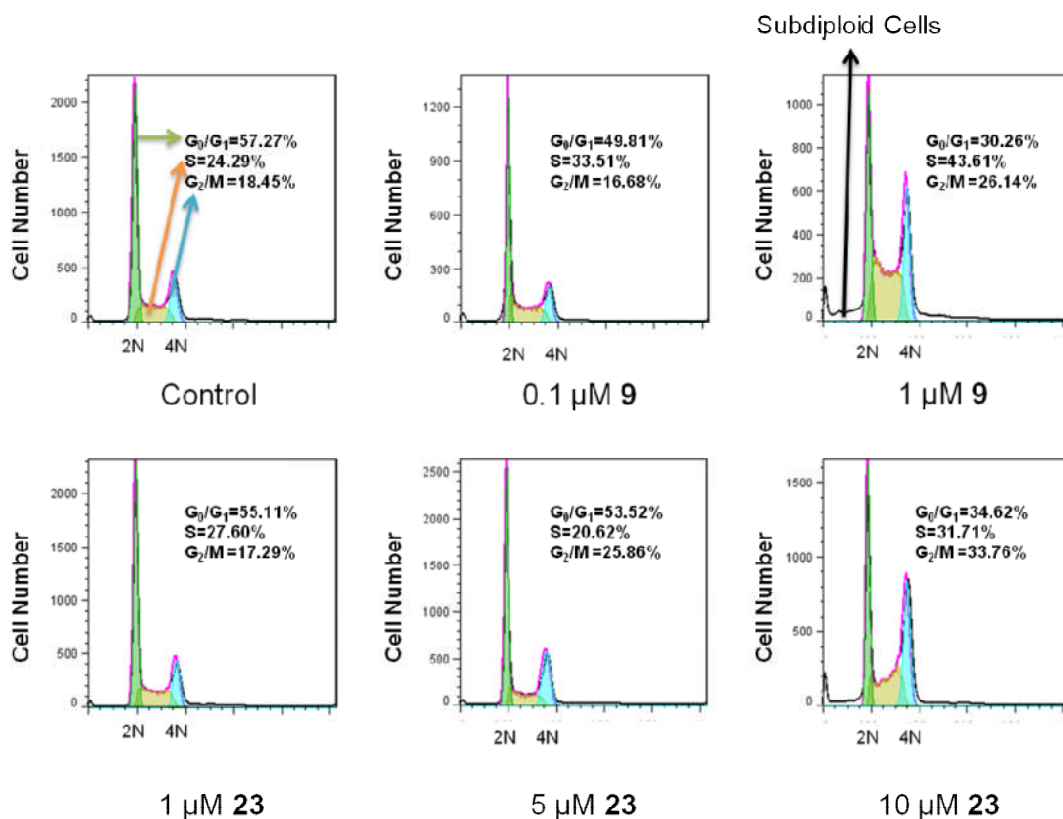 Subdiploid Cells
2000
1500
1000
500
0
Cell Number
G₀/G₁=57.27%
S=24.29%
G₂/M=18.45%
2N 4N
Control
1200
900
600
300
0
Cell Number
G₀/G₁=49.81%
S=33.51%
G₂/M=16.68%
2N 4N
0.1 µM 9
1000
800
600
400
200
0
Cell Number
G₀/G₁=30.26%
S=43.61%
G₂/M=26.14%
2N 4N
1 µM 9
2000
1500
1000
500
0
Cell Number
G₀/G₁=55.11%
S=27.60%
G₂/M=17.29%
2N 4N
1 µM 23
2500
2000
1500
1000
500
0
Cell Number
G₀/G₁=53.52%
S=20.62%
G₂/M=25.86%
2N 4N
5 µM 23
1500
1000
500
0
Cell Number
G₀/G₁=34.62%
S=31.71%
G₂/M=33.76%
2N 4N
10 µM 23